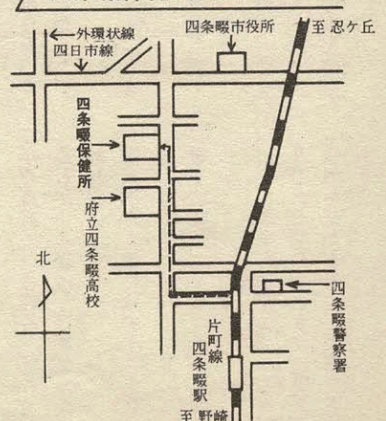 外環状線
四日市線
四条畷市役所
至 忍ケ丘
四条畷保健所
府立四条畷高校
北
片町線
四条畷駅
四条畷警察署
至 野崎